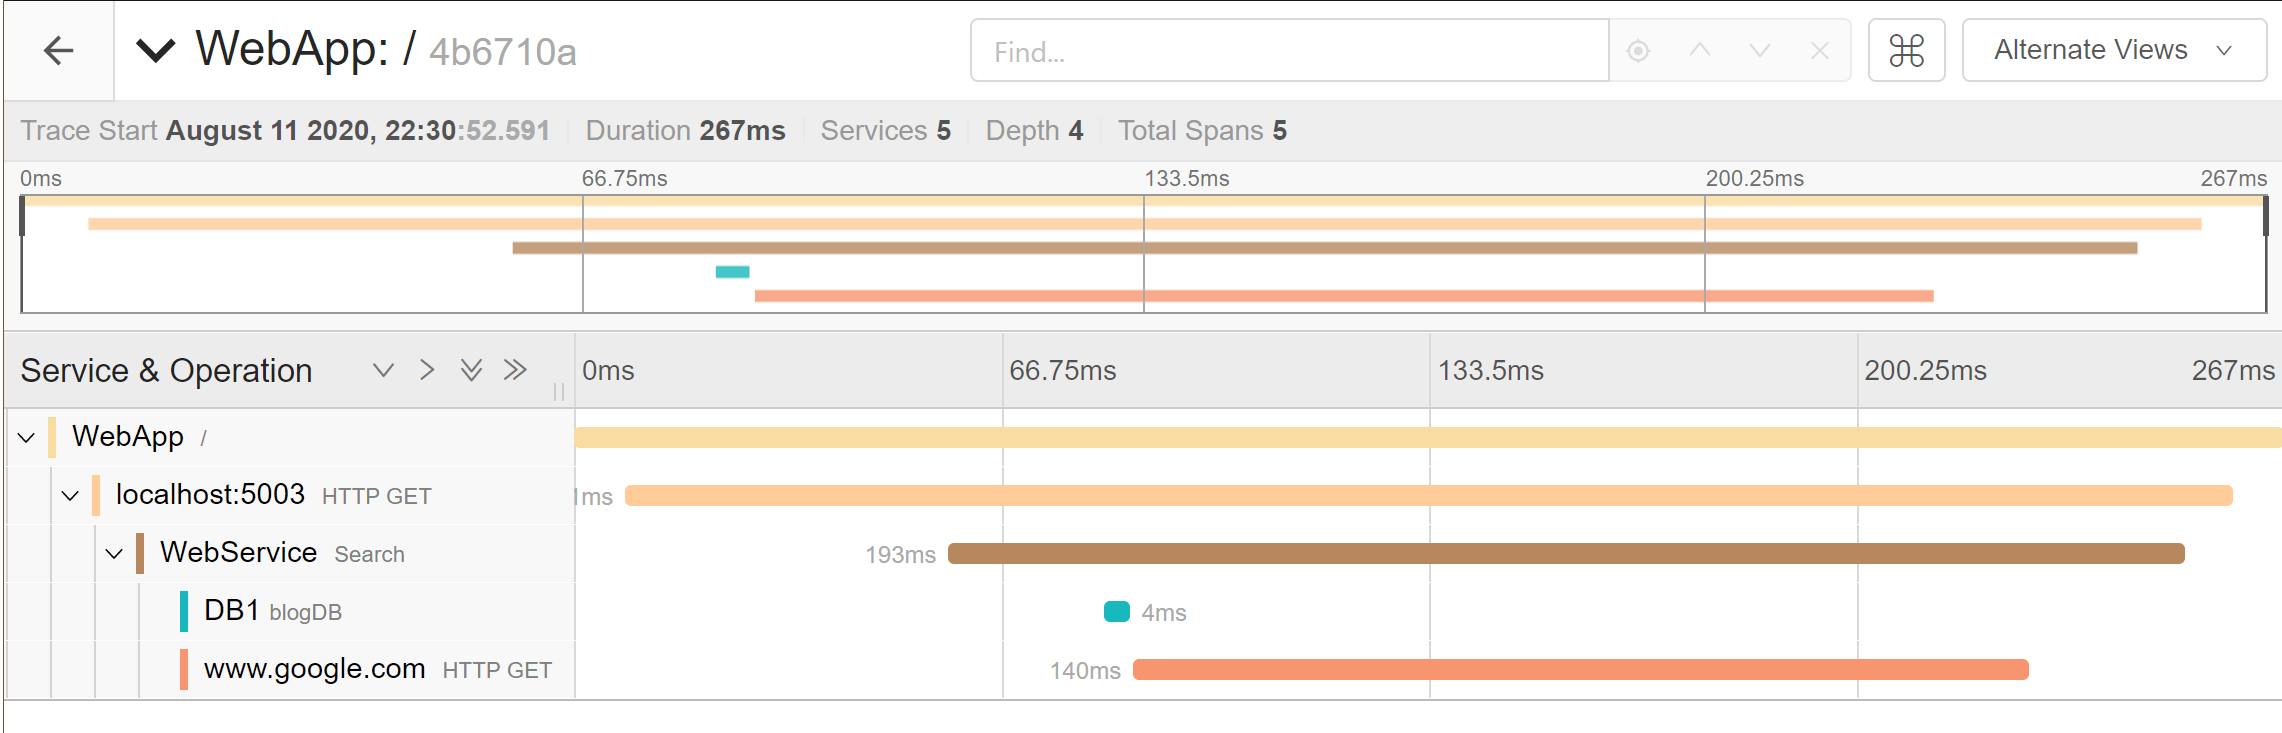 WebApp: / 4b6710a Find... Alternate Views
Trace Start August 11 2020, 22:30:52.591 Duration 267ms Services 5 Depth 4 Total Spans 5
0ms 66.75ms 133.5ms 200.25ms 267ms
Service & Operation 0ms 66.75ms 133.5ms 200.25ms 267ms
WebApp /
localhost:5003 HTTP GET 1ms
WebService Search 193ms
DB1 blogDB 4ms
www.google.com HTTP GET 140ms